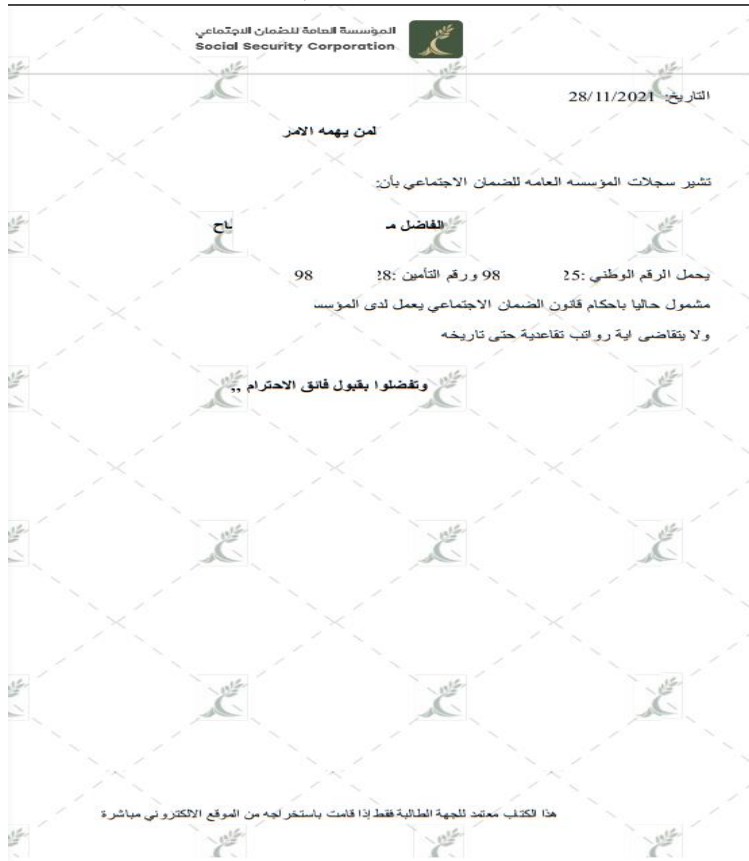 المؤسسة العامة للضمان الاجتماعي
Social Security Corporation
التاريخ: 28/11/2021
لمن يهمه الامر
تشير سجلات المؤسسه العامه للضمان الاجتماعي بأن:
الفاضل مـ ـاح
يحمل الرقم الوطني :25 98 ورقم التأمين :28 98
مشمول حاليا باحكام قانون الضمان الاجتماعي يعمل لدى المؤسس
ولا يتقاضى اية رواتب تقاعدية حتى تاريخه
وتفضلوا بقبول فائق الاحترام ,,
هذا الكتاب معتمد للجهة الطالبة فقط إذا قامت باستخراجه من الموقع الالكتروني مباشرة